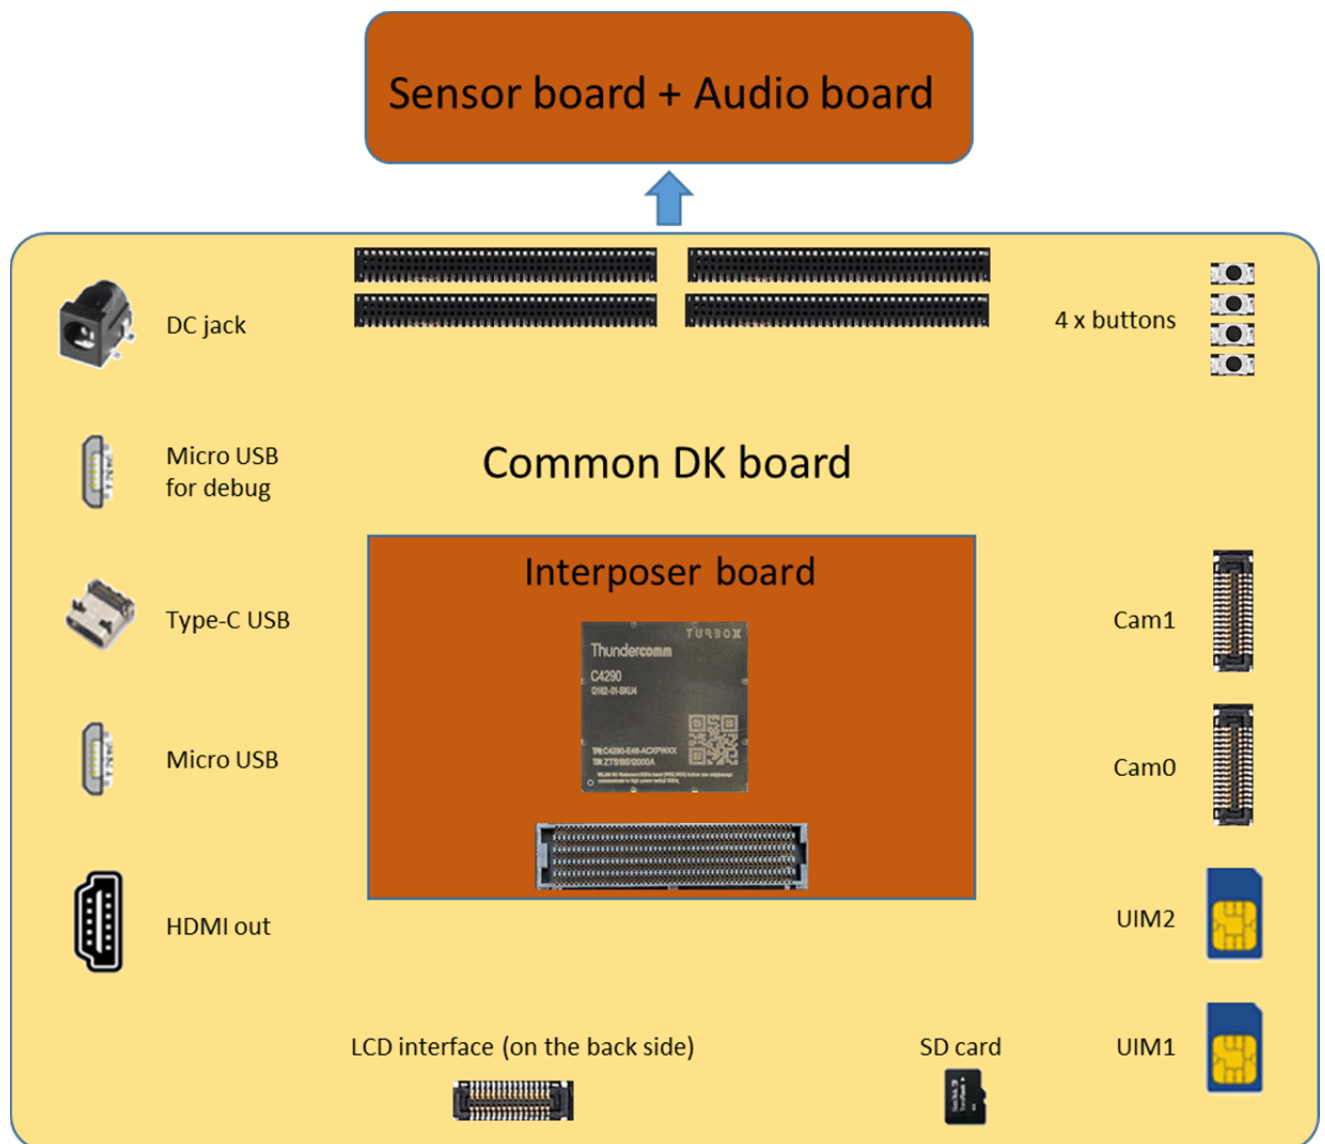 Sensor board + Audio board
DC jack
4 x buttons
Micro USB
for debug
Common DK board
Interposer board
TURBOX
Thundercomm
C4290
Type-C USB
Cam1
Micro USB
Cam0
HDMI out
UIM2
LCD interface (on the back side)
SD card
UIM1